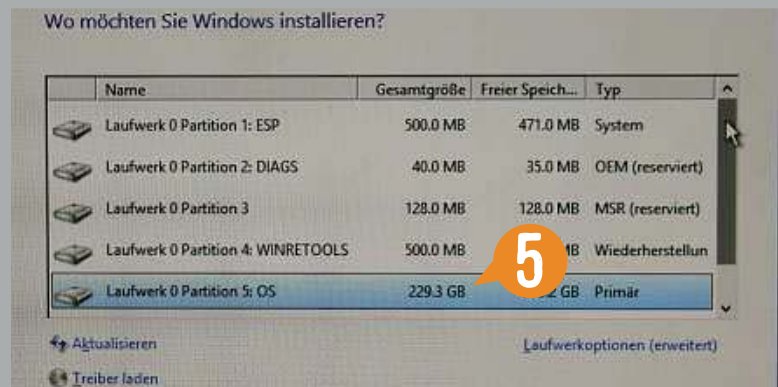 Wo möchten Sie Windows installieren?
Name Gesamtgröße Freier Speich... Typ
Laufwerk 0 Partition 1: ESP 500.0 MB 471.0 MB System
Laufwerk 0 Partition 2: DIAGS 40.0 MB 35.0 MB OEM (reserviert)
Laufwerk 0 Partition 3 128.0 MB 128.0 MB MSR (reserviert)
Laufwerk 0 Partition 4: WINRETOOLS 500.0 MB MB Wiederherstellun
Laufwerk 0 Partition 5: OS 229.3 GB GB Primär
5
Aktualisieren Laufwerkoptionen (erweitert)
Treiber laden